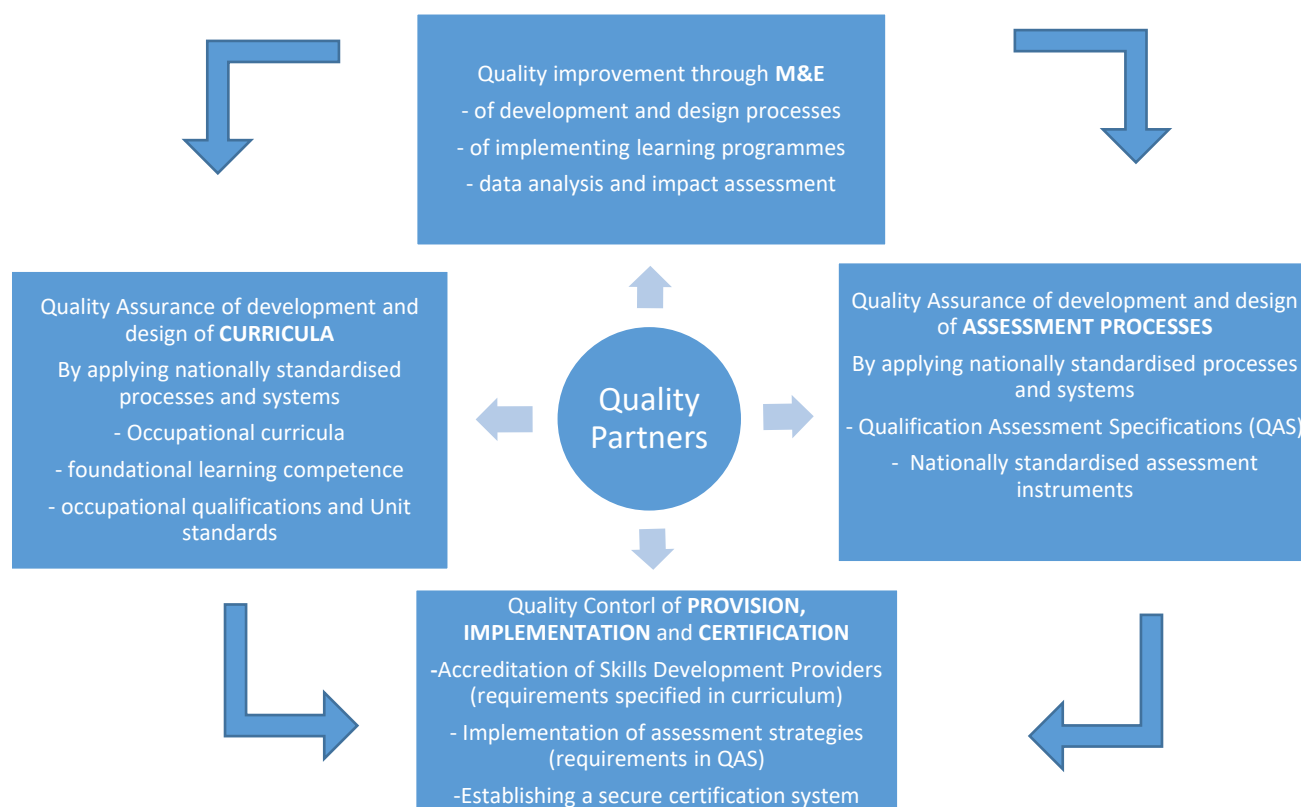 Quality improvement through M&E
- of development and design processes
- of implementing learning programmes
- data analysis and impact assessment
Quality Assurance of development and
design of CURRICULA
By applying nationally standardised
processes and systems
- Occupational curricula
- foundational learning competence
- occupational qualifications and Unit
standards
Quality
Partners
Quality Assurance of development and design
of ASSESSMENT PROCESSES
By applying nationally standardised processes
and systems
- Qualification Assessment Specifications (QAS)
- Nationally standardised assessment
instruments
Quality Contorl of PROVISION,
IMPLEMENTATION and CERTIFICATION
-Accreditation of Skills Development Providers
(requirements specified in curriculum)
- Implementation of assessment strategies
(requirements in QAS)
-Establishing a secure certification system